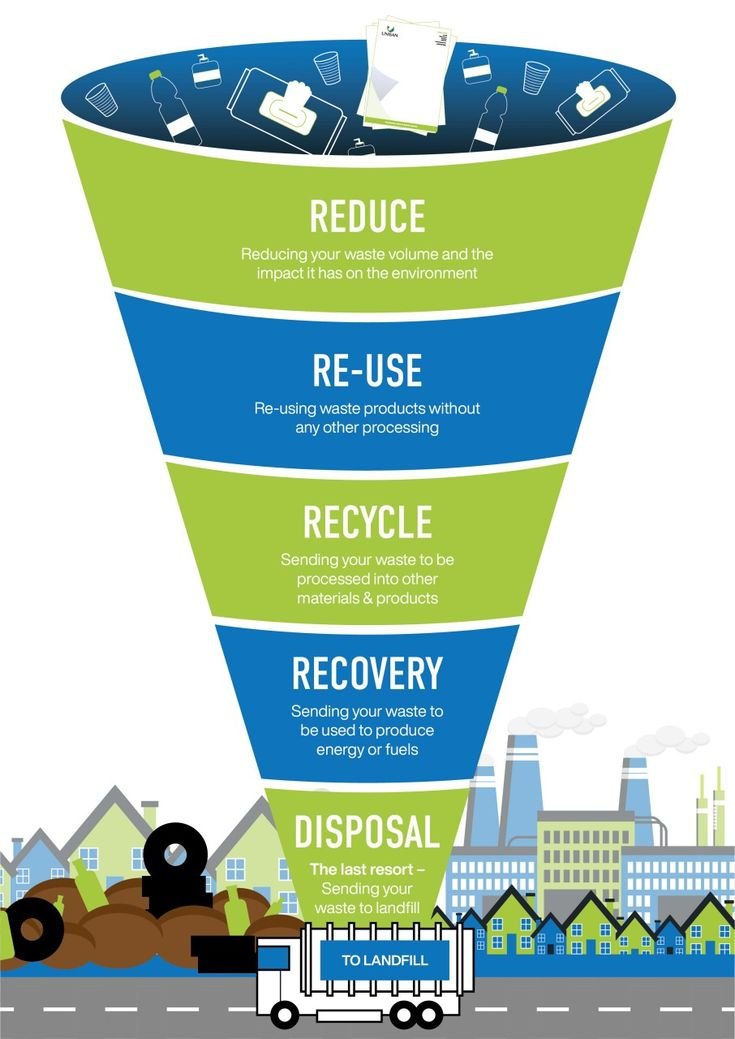 URBAN
REDUCE
Reducing your waste volume and the
impact it has on the environment
RE-USE
Re-using waste products without
any other processing
RECYCLE
Sending your waste to be
processed into other
materials & products
RECOVERY
Sending your waste to
be used to produce
energy or fuels
DISPOSAL
The last resort –
Sending your
waste to landfill
TO LANDFILL